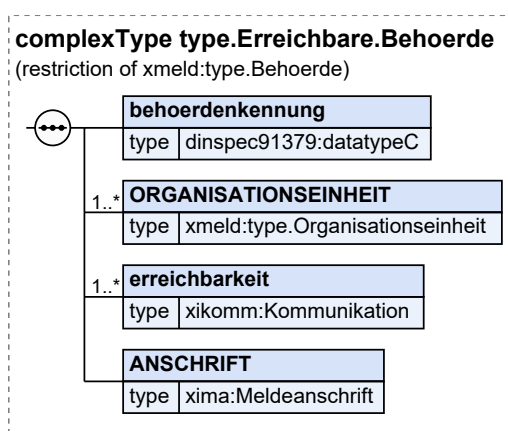 complexType type.Erreichbare.Behoerde
(restriction of xmeld:type.Behoerde)
behoerdenkennung
type dinspec91379:datatypeC
1..* ORGANISATIONSEINHEIT
type xmeld:type.Organisationseinheit
1..* erreichbarkeit
type xikomm:Kommunikation
ANSCHRIFT
type xima:Meldeanschrift